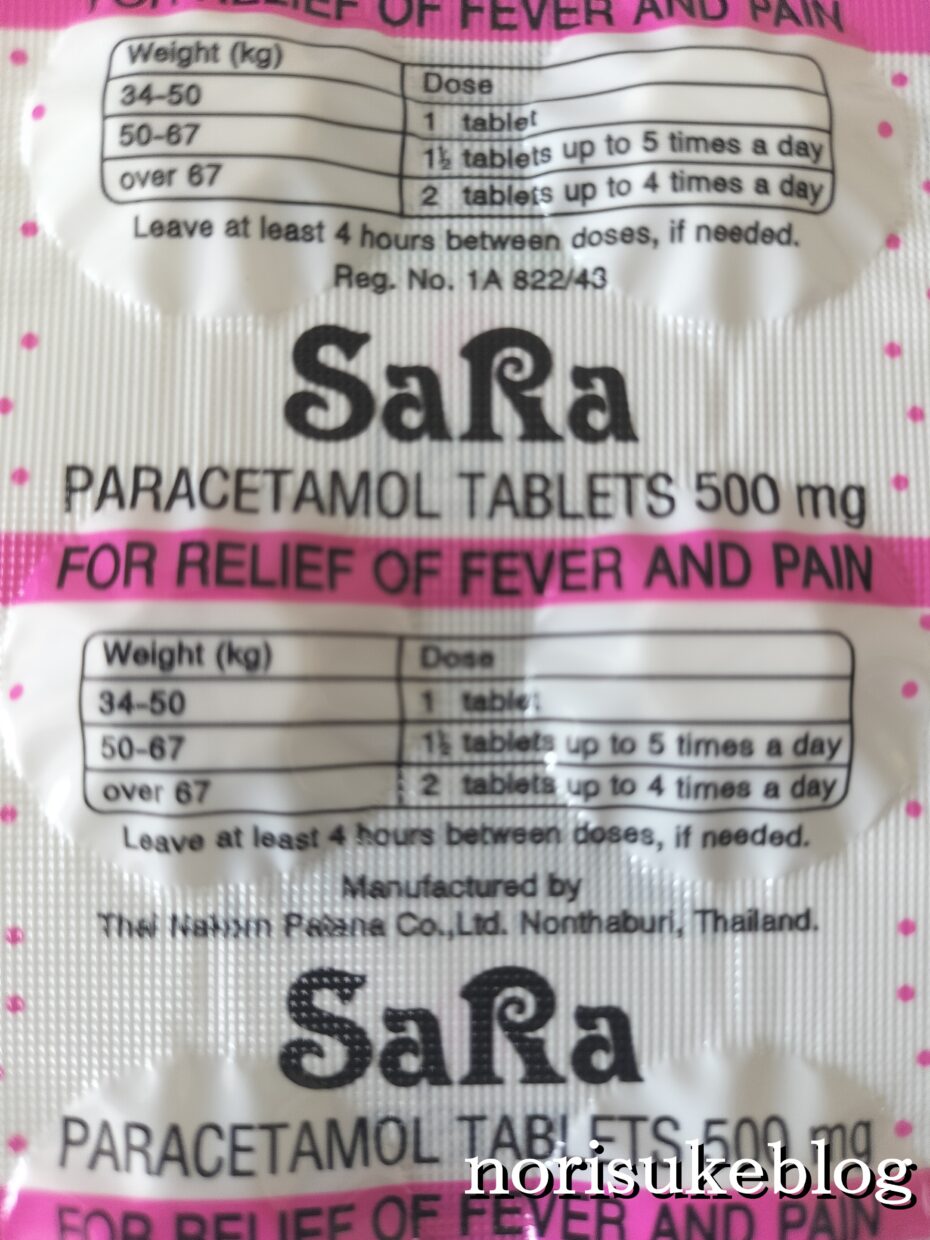 FOR RELIEF OF FEVER AND PAIN
Weight (kg) Dose
34-50 1 tablet
50-67 1½ tablets up to 5 times a day
over 67 2 tablets up to 4 times a day
Leave at least 4 hours between doses, if needed.
Reg. No. 1A 822/43
SaRa
PARACETAMOL TABLETS 500 mg
FOR RELIEF OF FEVER AND PAIN
Weight (kg) Dose
34-50 1 tablet
50-67 1½ tablets up to 5 times a day
over 67 2 tablets up to 4 times a day
Leave at least 4 hours between doses, if needed.
Manufactured by
Thai Nakorn Patana Co.,Ltd. Nonthaburi, Thailand.
SaRa
PARACETAMOL TABLETS 500 mg
norisukeblog
FOR RELIEF OF FEVER AND PAIN